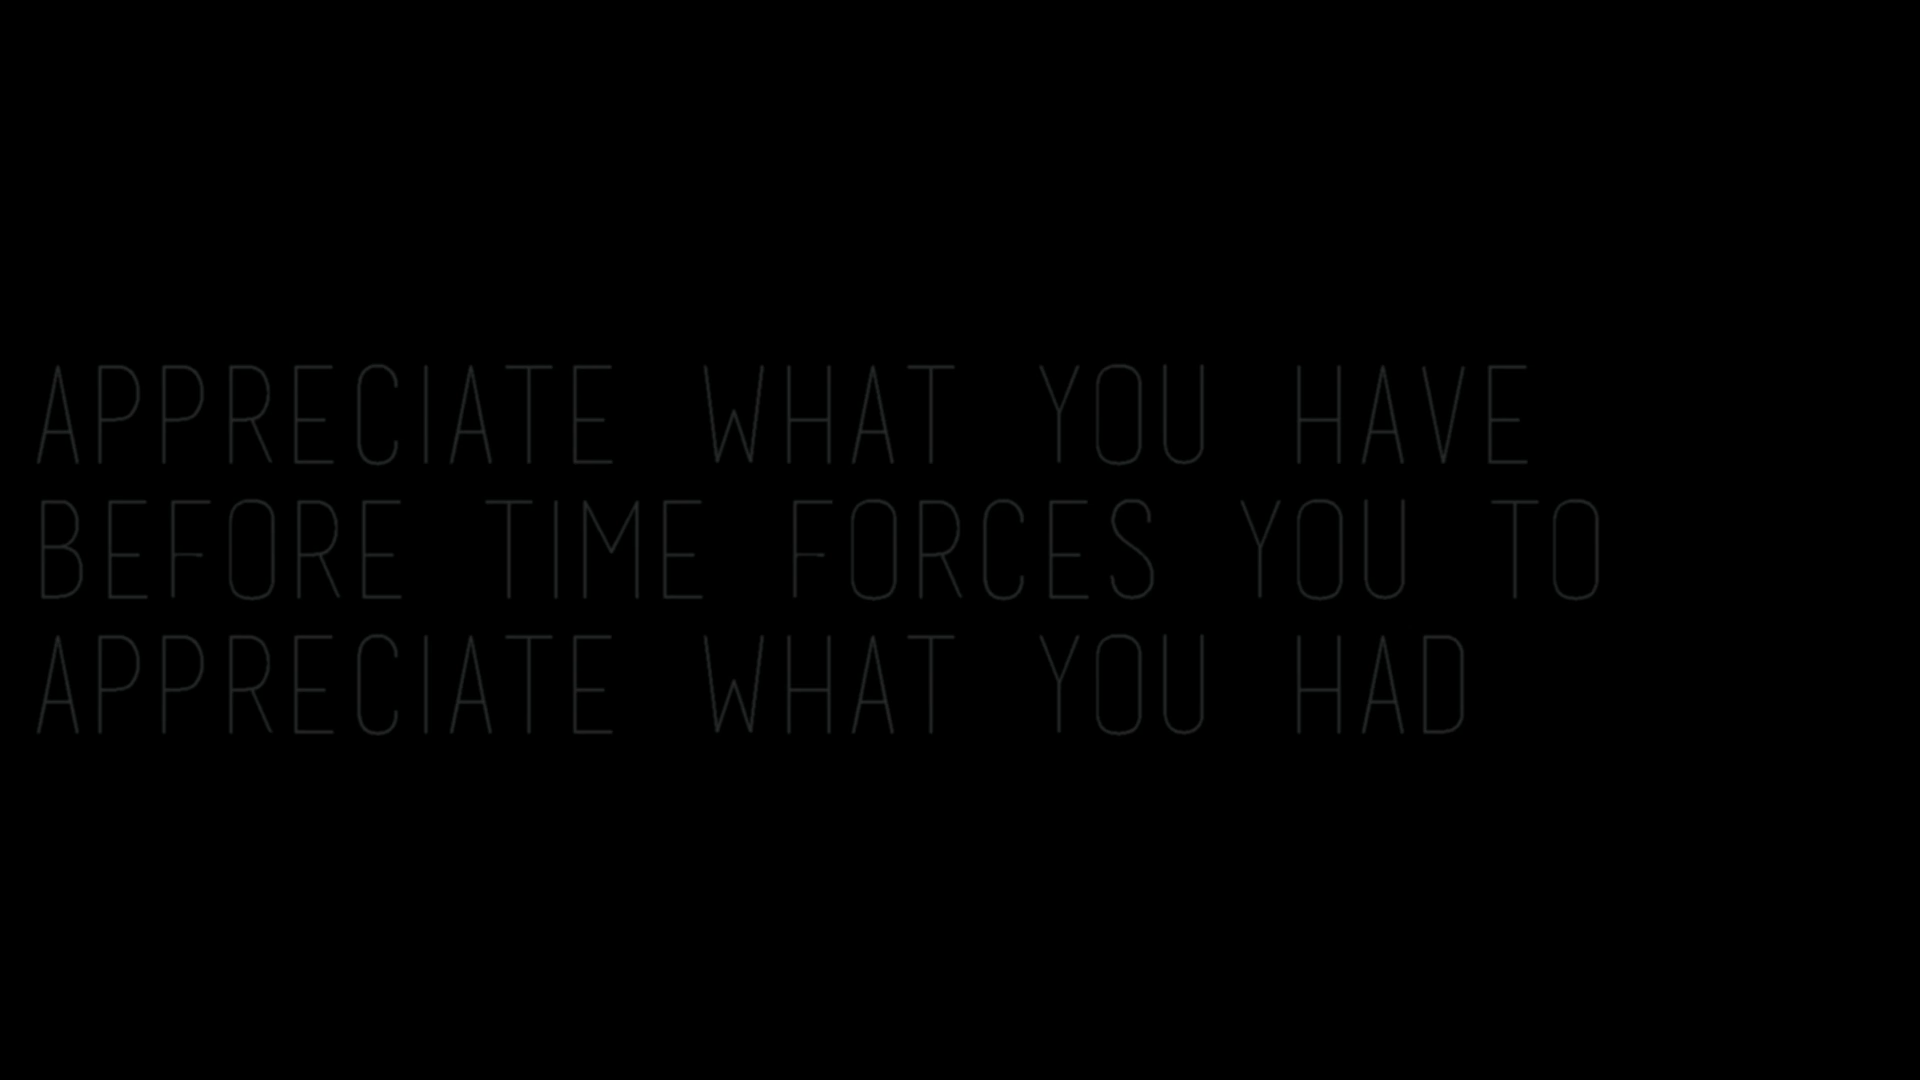 APPRECIATE WHAT YOU HAVE
BEFORE TIME FORCES YOU TO
APPRECIATE WHAT YOU HAD